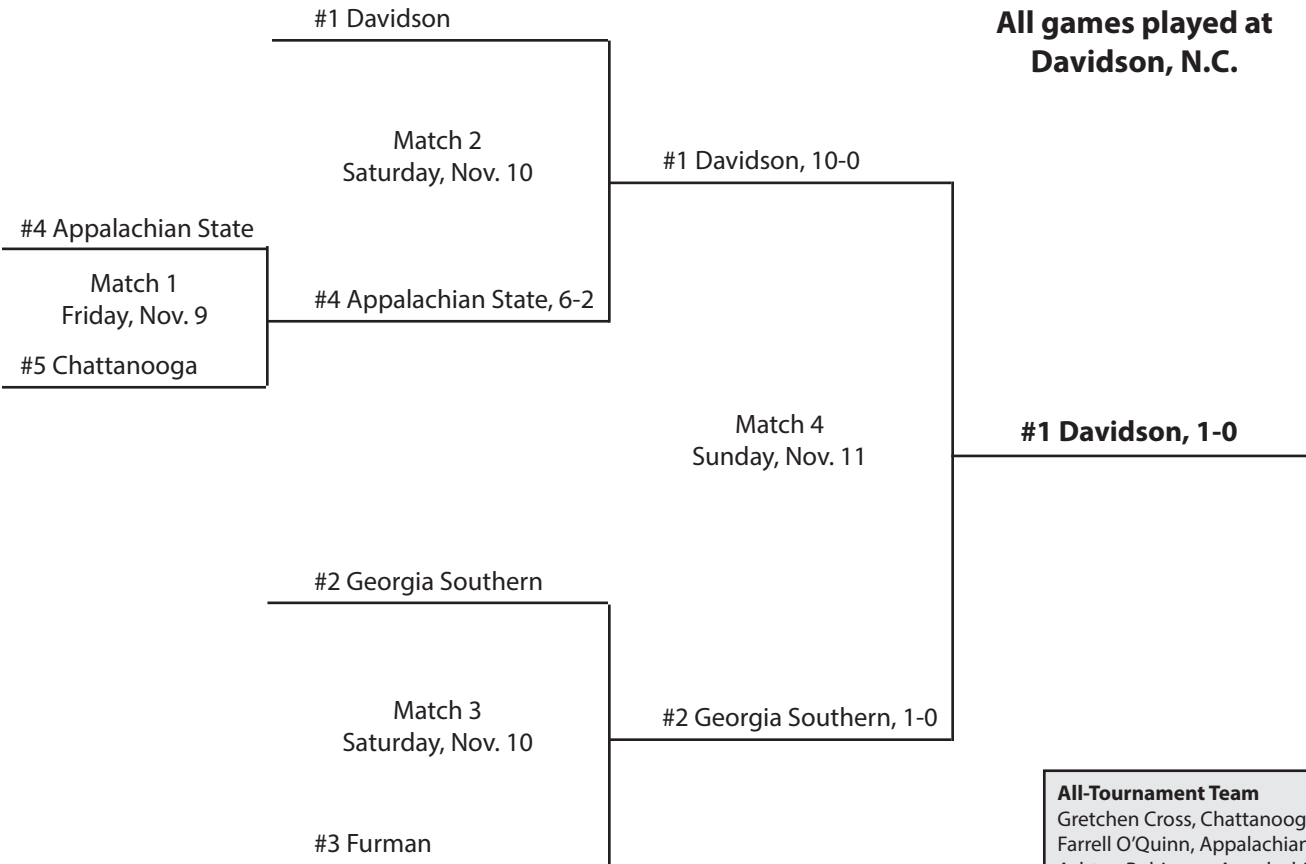 #1 Davidson
All games played at
Davidson, N.C.
Match 2
Saturday, Nov. 10
#1 Davidson, 10-0
#4 Appalachian State
Match 1
Friday, Nov. 9
#4 Appalachian State, 6-2
#5 Chattanooga
Match 4
Sunday, Nov. 11
#1 Davidson, 1-0
#2 Georgia Southern
Match 3
Saturday, Nov. 10
#2 Georgia Southern, 1-0
#3 Furman
All-Tournament Team
Gretchen Cross, Chattanoog
Farrell O'Quinn, Appalachian